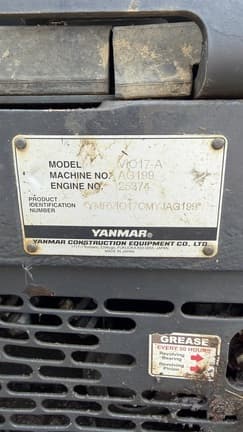 MODEL VIO17-A
MACHINE NO. AG199
ENGINE NO. 25374
PRODUCT
IDENTIFICATION
NUMBER
YANMAR®
YANMAR CONSTRUCTION EQUIPMENT CO., LTD.
MADE IN JAPAN
GREASE
EVERY 50 HOURS
Revolving
Bearing
Revolving
Pinion